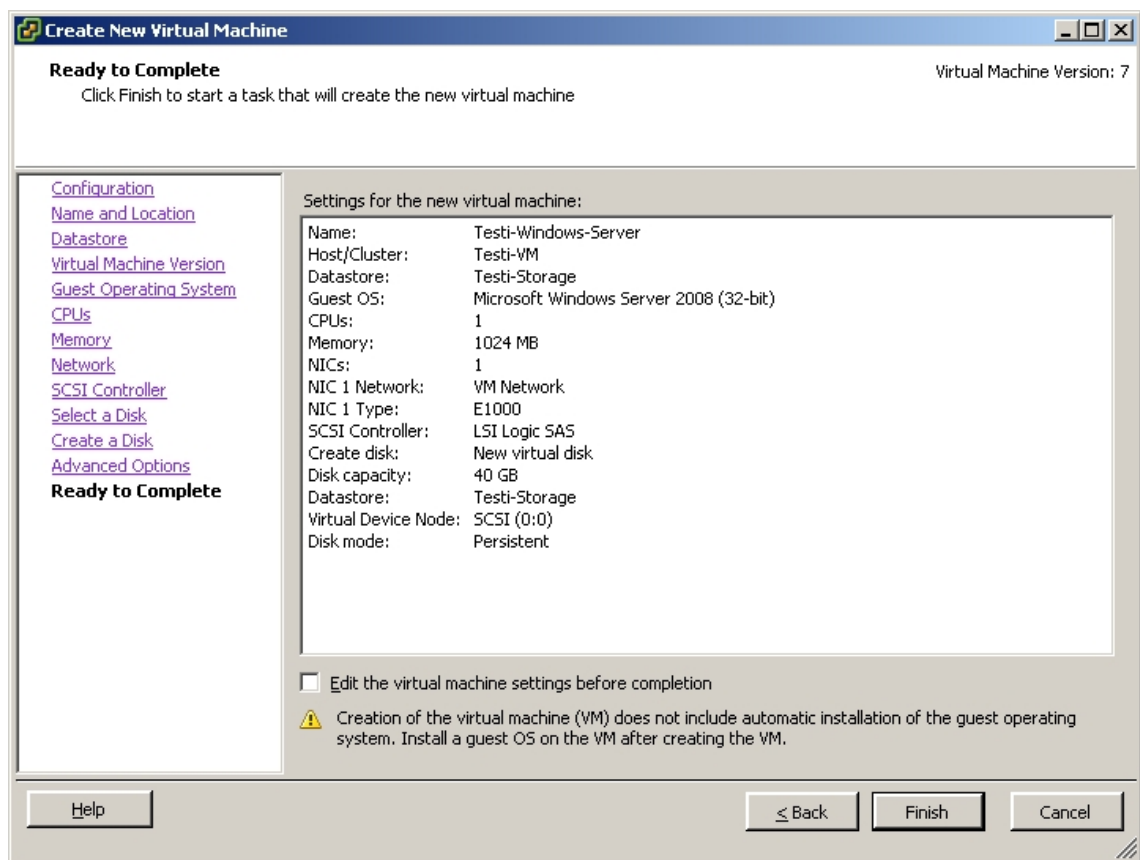 Create New Virtual Machine
Ready to Complete
Virtual Machine Version: 7
Click Finish to start a task that will create the new virtual machine
Configuration
Name and Location
Datastore
Virtual Machine Version
Guest Operating System
CPUs
Memory
Network
SCSI Controller
Select a Disk
Create a Disk
Advanced Options
Ready to Complete
Settings for the new virtual machine:
Name: Testi-Windows-Server
Host/Cluster: Testi-VM
Datastore: Testi-Storage
Guest OS: Microsoft Windows Server 2008 (32-bit)
CPUs: 1
Memory: 1024 MB
NICs: 1
NIC 1 Network: VM Network
NIC 1 Type: E1000
SCSI Controller: LSI Logic SAS
Create disk: New virtual disk
Disk capacity: 40 GB
Datastore: Testi-Storage
Virtual Device Node: SCSI (0:0)
Disk mode: Persistent
Edit the virtual machine settings before completion
Creation of the virtual machine (VM) does not include automatic installation of the guest operating
system. Install a guest OS on the VM after creating the VM.
Help
< Back
Finish
Cancel